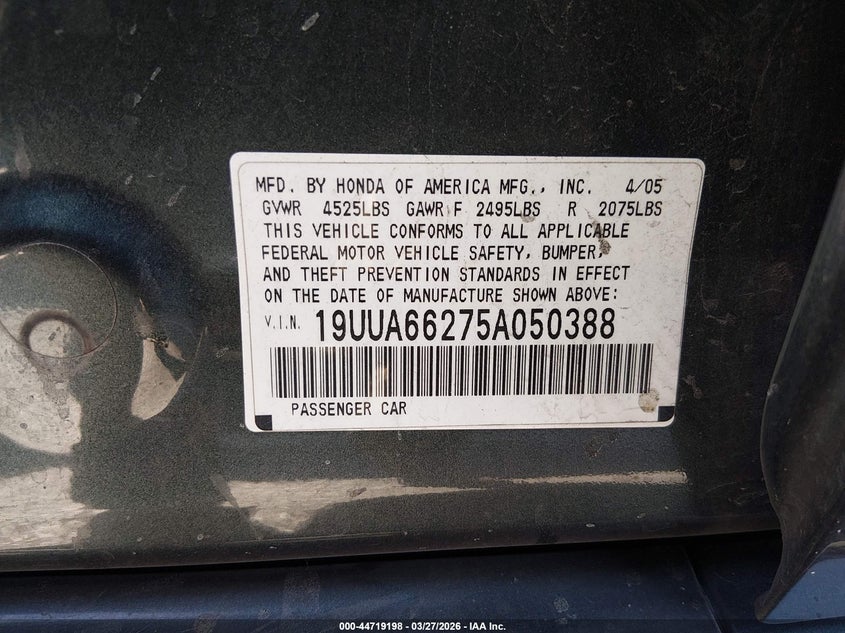 MFD. BY HONDA OF AMERICA MFG., INC. 4/05
GVWR 4525LBS GAWR F 2495LBS R 2075LBS
THIS VEHICLE CONFORMS TO ALL APPLICABLE
FEDERAL MOTOR VEHICLE SAFETY, BUMPER,
AND THEFT PREVENTION STANDARDS IN EFFECT
ON THE DATE OF MANUFACTURE SHOWN ABOVE:
V.I.N. 19UUA66275A050388
PASSENGER CAR
000-44719198 — 03/27/2026 — IAA Inc.